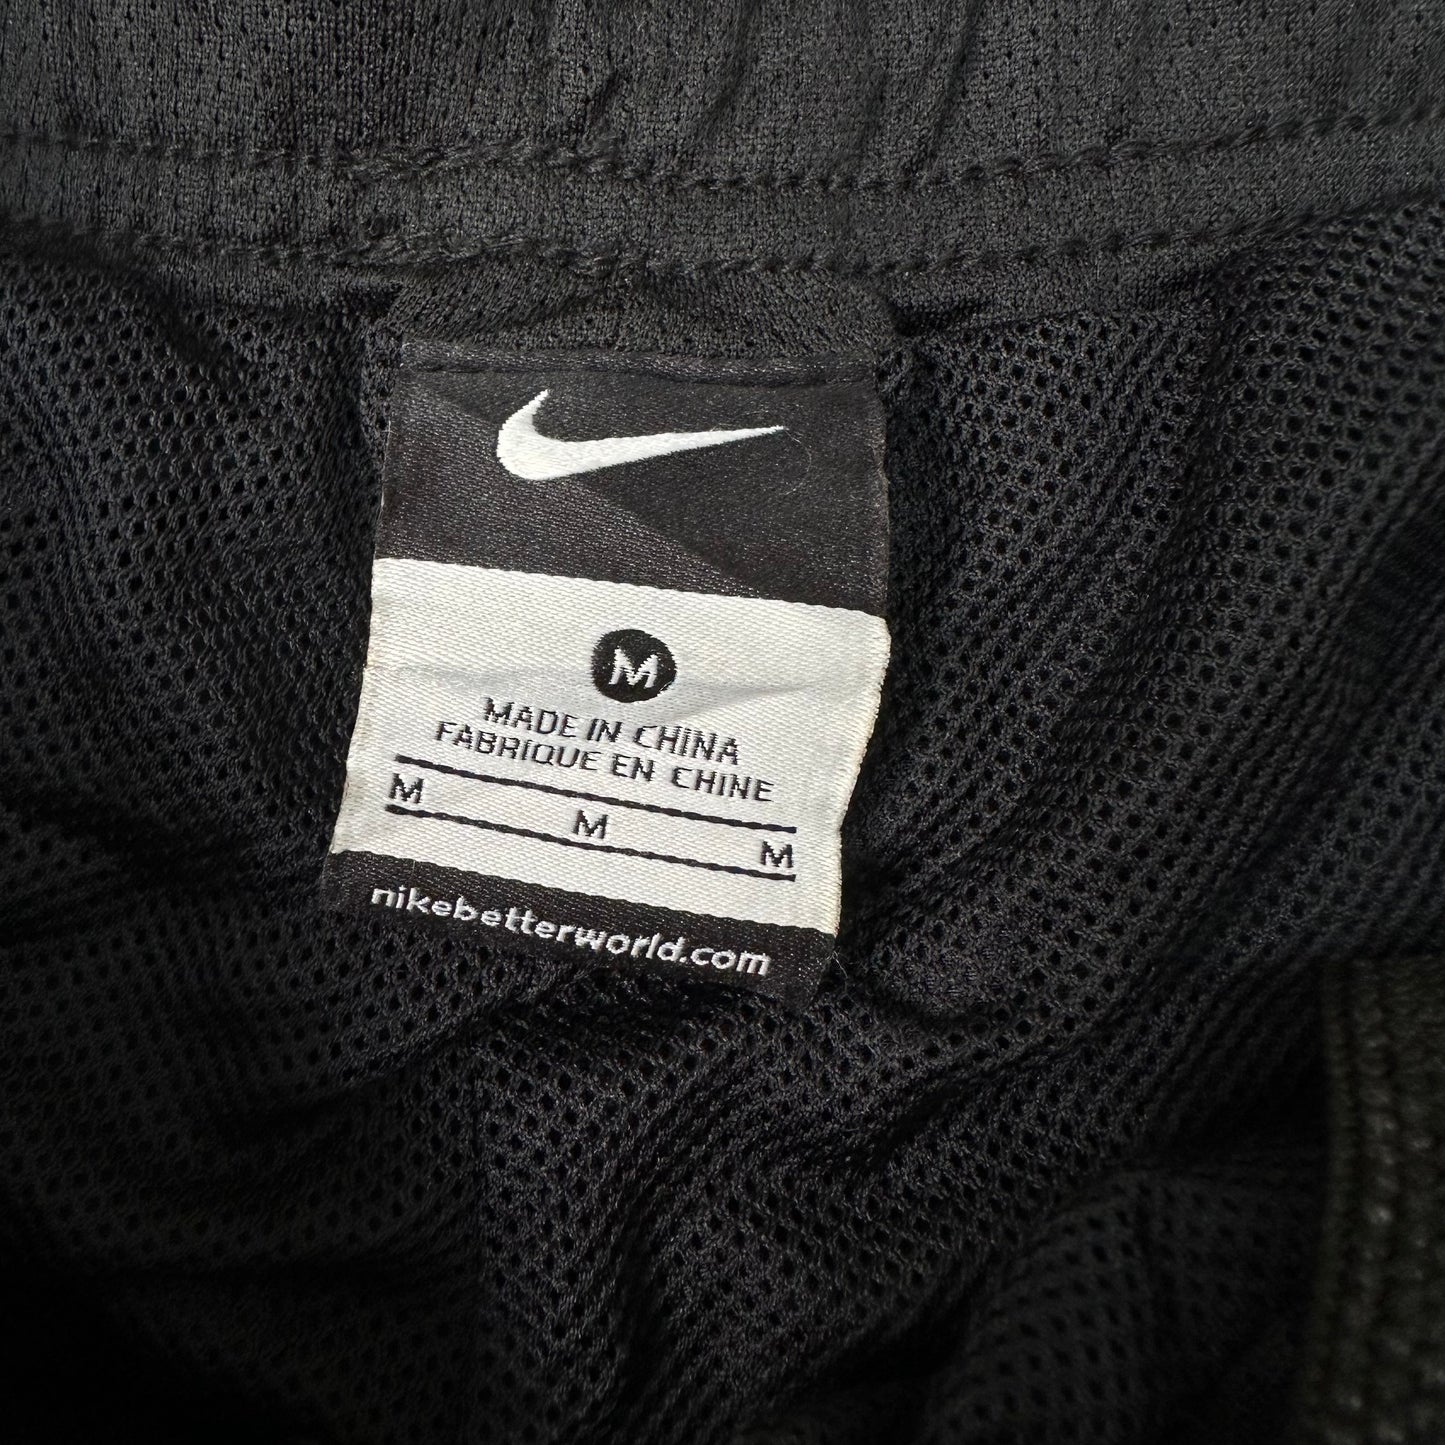 M
MADE IN CHINA
FABRIQUE EN CHINE
M M M
nikebetterworld.com